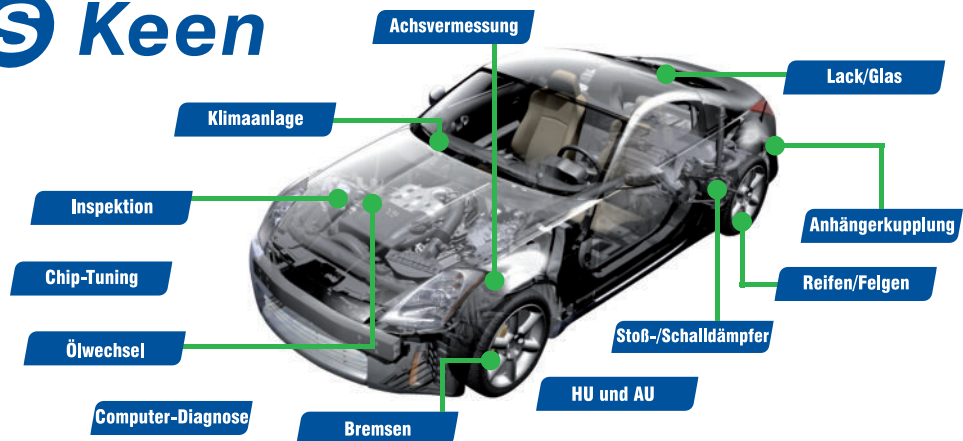 S Keen
Achsvermessung
Lack/Glas
Klimaanlage
Inspektion
Anhängerkupplung
Chip-Tuning
Reifen/Felgen
Stoß-/Schalldämpfer
Ölwechsel
HU und AU
Computer-Diagnose
Bremsen